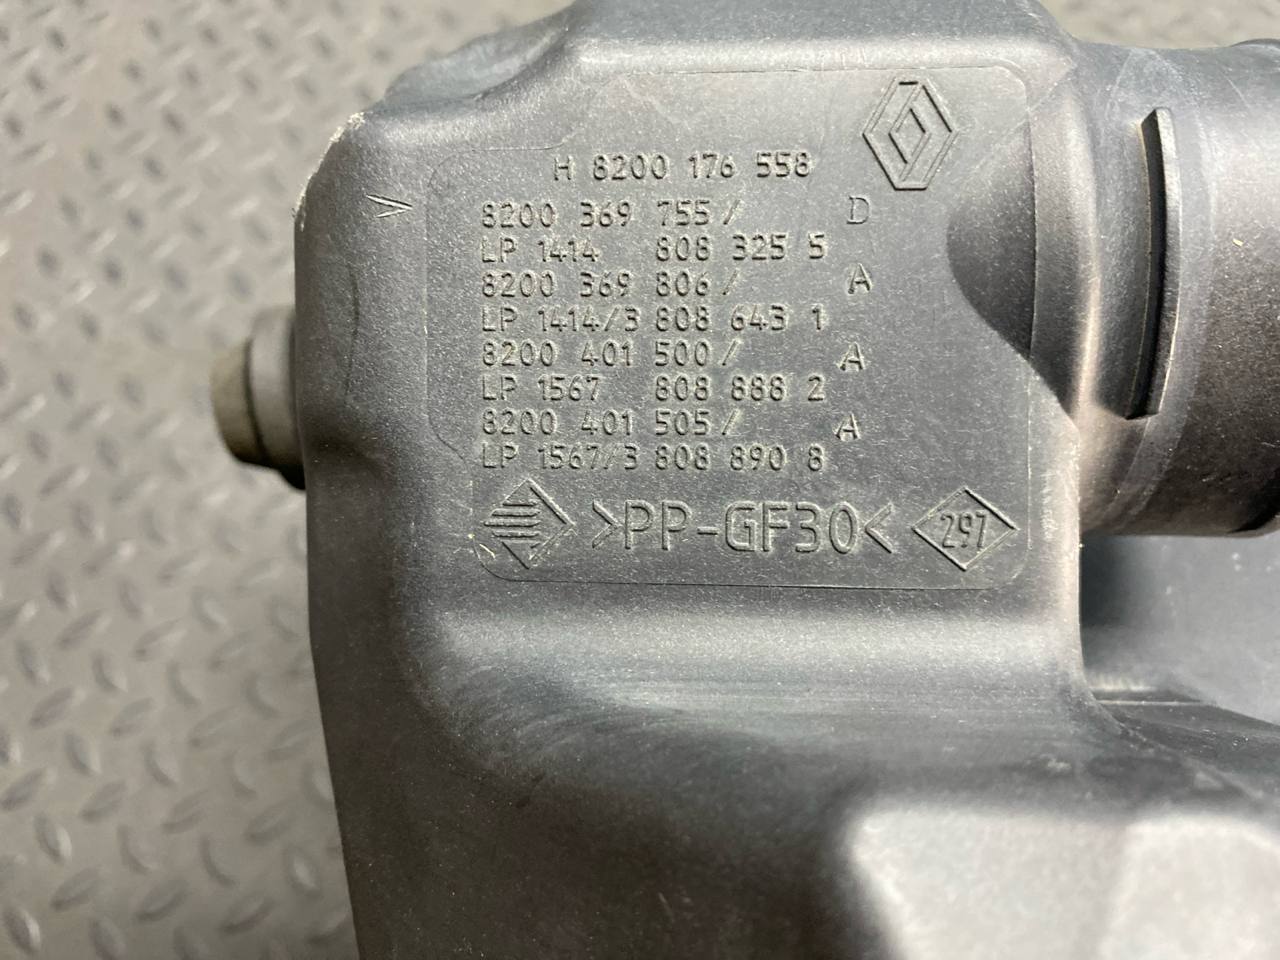 H 8200 176 558
8200 369 755/ D
LP 1414 808 325 5
8200 369 806/ A
LP 1414/3 808 643 1
8200 401 500/ A
LP 1567 808 888 2
8200 401 505/ A
LP 1567/3 808 890 8
>PP-GF30< 297